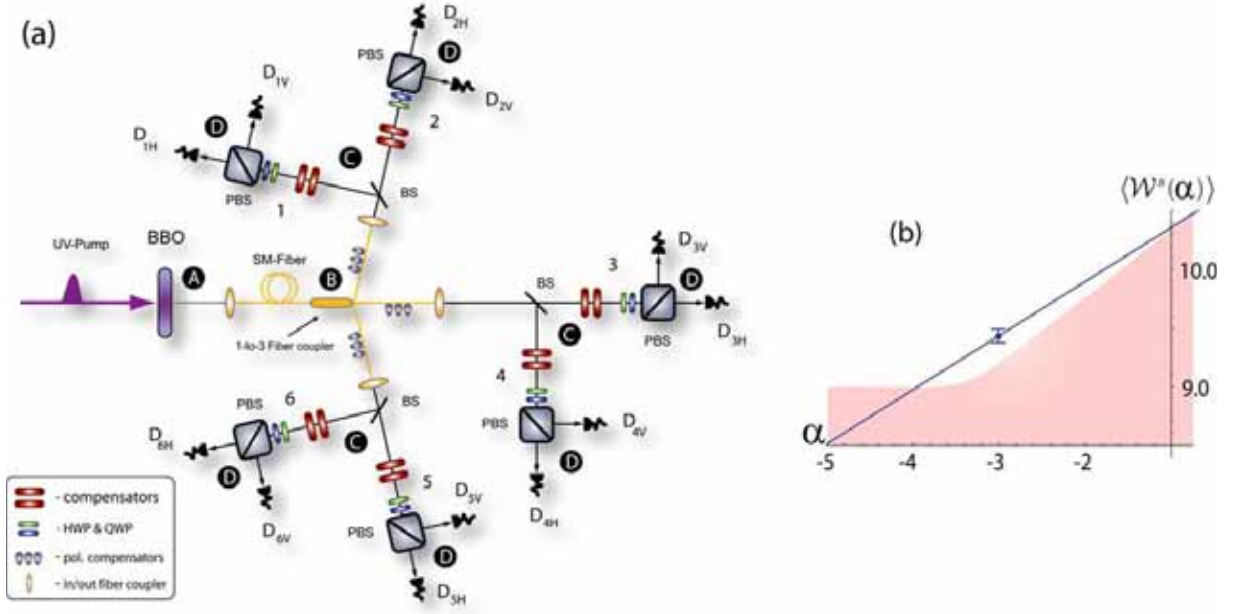 (a)
D2H
PBS
D
D2V
2
D1V
D
D1H
PBS
1
C
BS
UV-Pump
BBO
A
SM-Fiber
B
1-to-3 Fiber coupler
BS
C
3
D3V
D
PBS
D3H
4
PBS
D4V
D
D4H
BS
C
6
PBS
D6H
D
D6V
5
PBS
D5V
D
D5H
- compensators
- HWP & QWP
- pol. compensators
- in/out fiber coupler
(b)
⟨Wᵃ(α)⟩
10.0
9.0
α
-5
-4
-3
-2